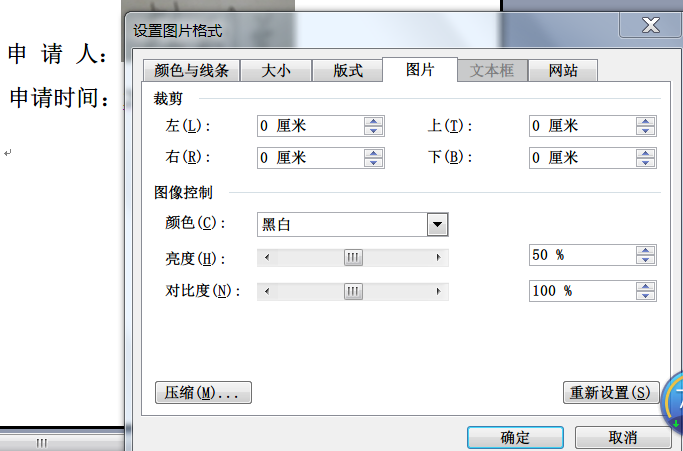 设置图片格式
申 请 人：
申请时间：
颜色与线条 大小 版式 图片 文本框 网站
裁剪
左(L)： 0 厘米 上(T)： 0 厘米
右(R)： 0 厘米 下(B)： 0 厘米
图像控制
颜色(C)： 黑白
亮度(H)： 50 %
对比度(N)： 100 %
压缩(M)... 重新设置(S)
确定 取消